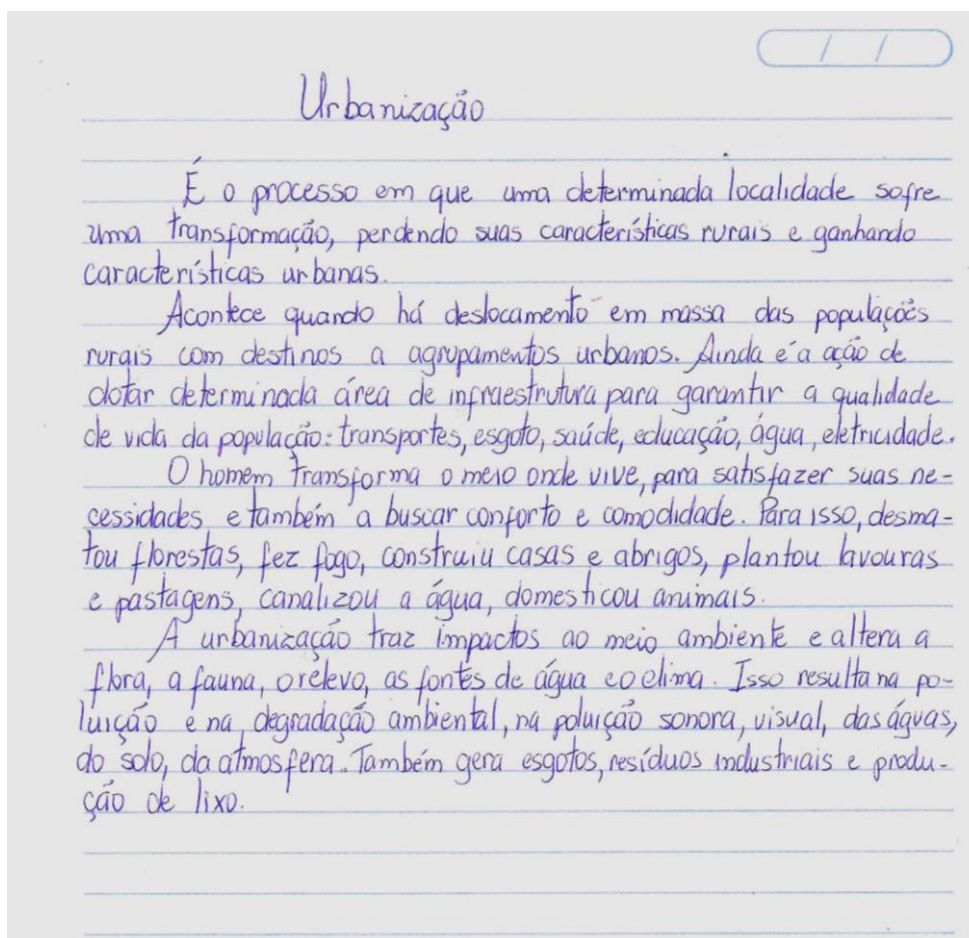 Urbanização
É o processo em que uma determinada localidade sofre
uma transformação, perdendo suas características rurais e ganhando
características urbanas.
Acontece quando há deslocamento em massa das populações
rurais com destinos a agrupamentos urbanos. Ainda é a ação de
dotar determinada área de infraestrutura para garantir a qualidade
de vida da população: transportes, esgoto, saúde, educação, água, eletricidade.
O homem transforma o meio onde vive, para satisfazer suas ne-
cessidades e também a buscar conforto e comodidade. Para isso, desma-
tou florestas, fez fogo, construiu casas e abrigos, plantou lavouras
e pastagens, canalizou a água, domesticou animais.
A urbanização traz impactos ao meio ambiente e altera a
flora, a fauna, o relevo, as fontes de água e o clima. Isso resulta na po-
luição e na degradação ambiental, na poluição sonora, visual, das águas,
do solo, da atmosfera. Também gera esgotos, resíduos industriais e produ-
ção de lixo.